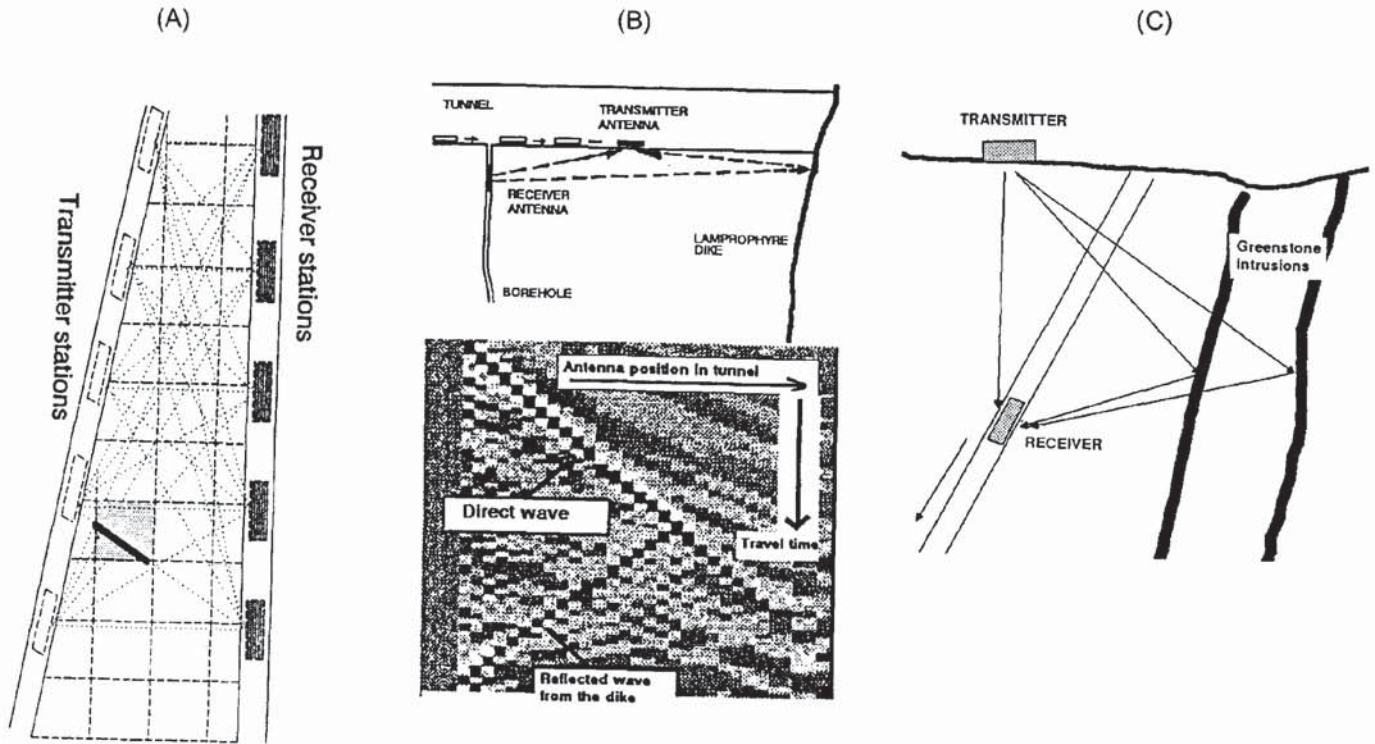 (A)
Transmitter stations
Receiver stations
(B)
TUNNEL
TRANSMITTER
ANTENNA
RECEIVER
ANTENNA
LAMPROPHYRE
DIKE
BOREHOLE
Antenna position in tunnel
Direct wave
Travel time
Reflected wave
from the dike
(C)
TRANSMITTER
Greenstone
Intrusions
RECEIVER